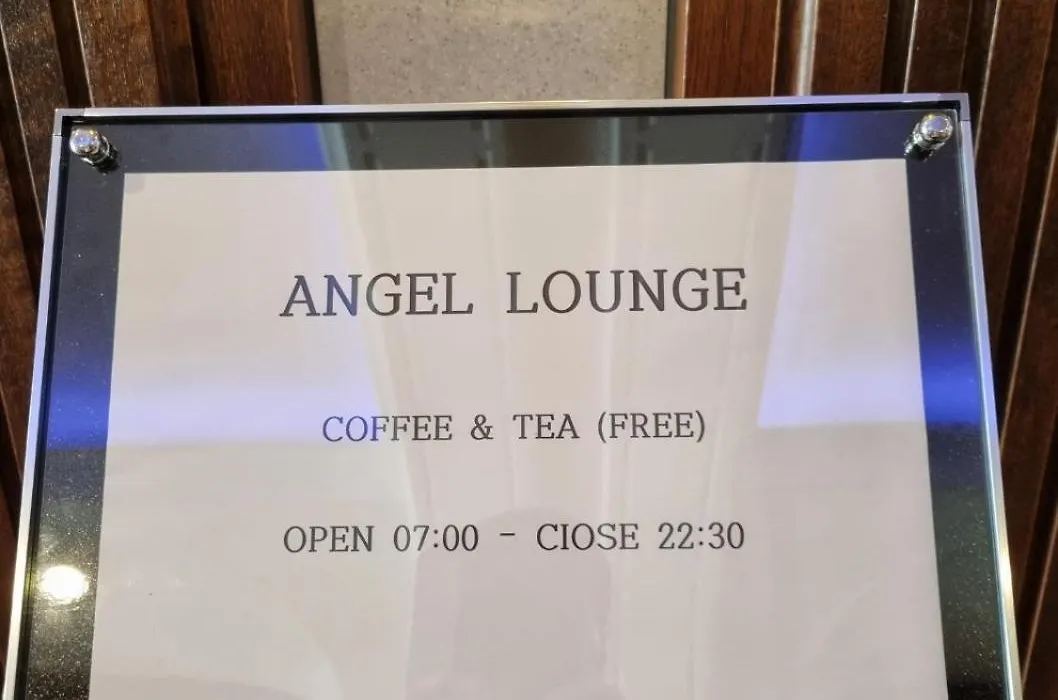 ANGEL LOUNGE
COFFEE & TEA (FREE)
OPEN 07:00 - CIOSE 22:30